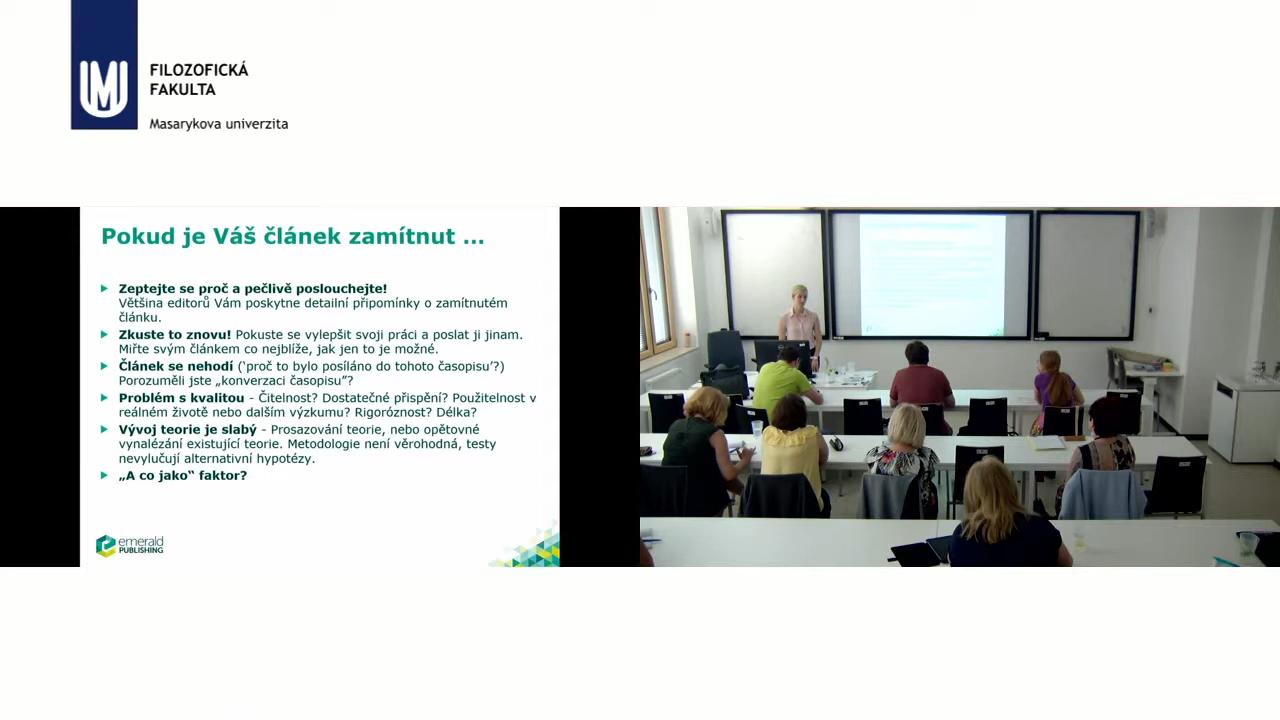 FILOZOFICKÁ
FAKULTA
Masarykova univerzita
Pokud je Váš článek zamítnut ...
Zeptejte se proč a pečlivě poslouchejte!
Většina editorů Vám poskytne detailní připomínky o zamítnutém
článku.
Zkuste to znovu! Pokuste se vylepšit svoji práci a poslat ji jinam.
Miřte svým článkem co nejblíže, jak jen to je možné.
Článek se nehodí (‘proč to bylo posíláno do tohoto časopisu’?)
Porozuměli jste „konverzaci časopisu”?
Problém s kvalitou - Čitelnost? Dostatečné přispění? Použitelnost v
reálném životě nebo dalším výzkumu? Rigoróznost? Délka?
Vývoj teorie je slabý - Prosazování teorie, nebo opětovné
vynalézání existující teorie. Metodologie není věrohodná, testy
nevylučují alternativní hypotézy.
„A co jako“ faktor?
emerald
PUBLISHING